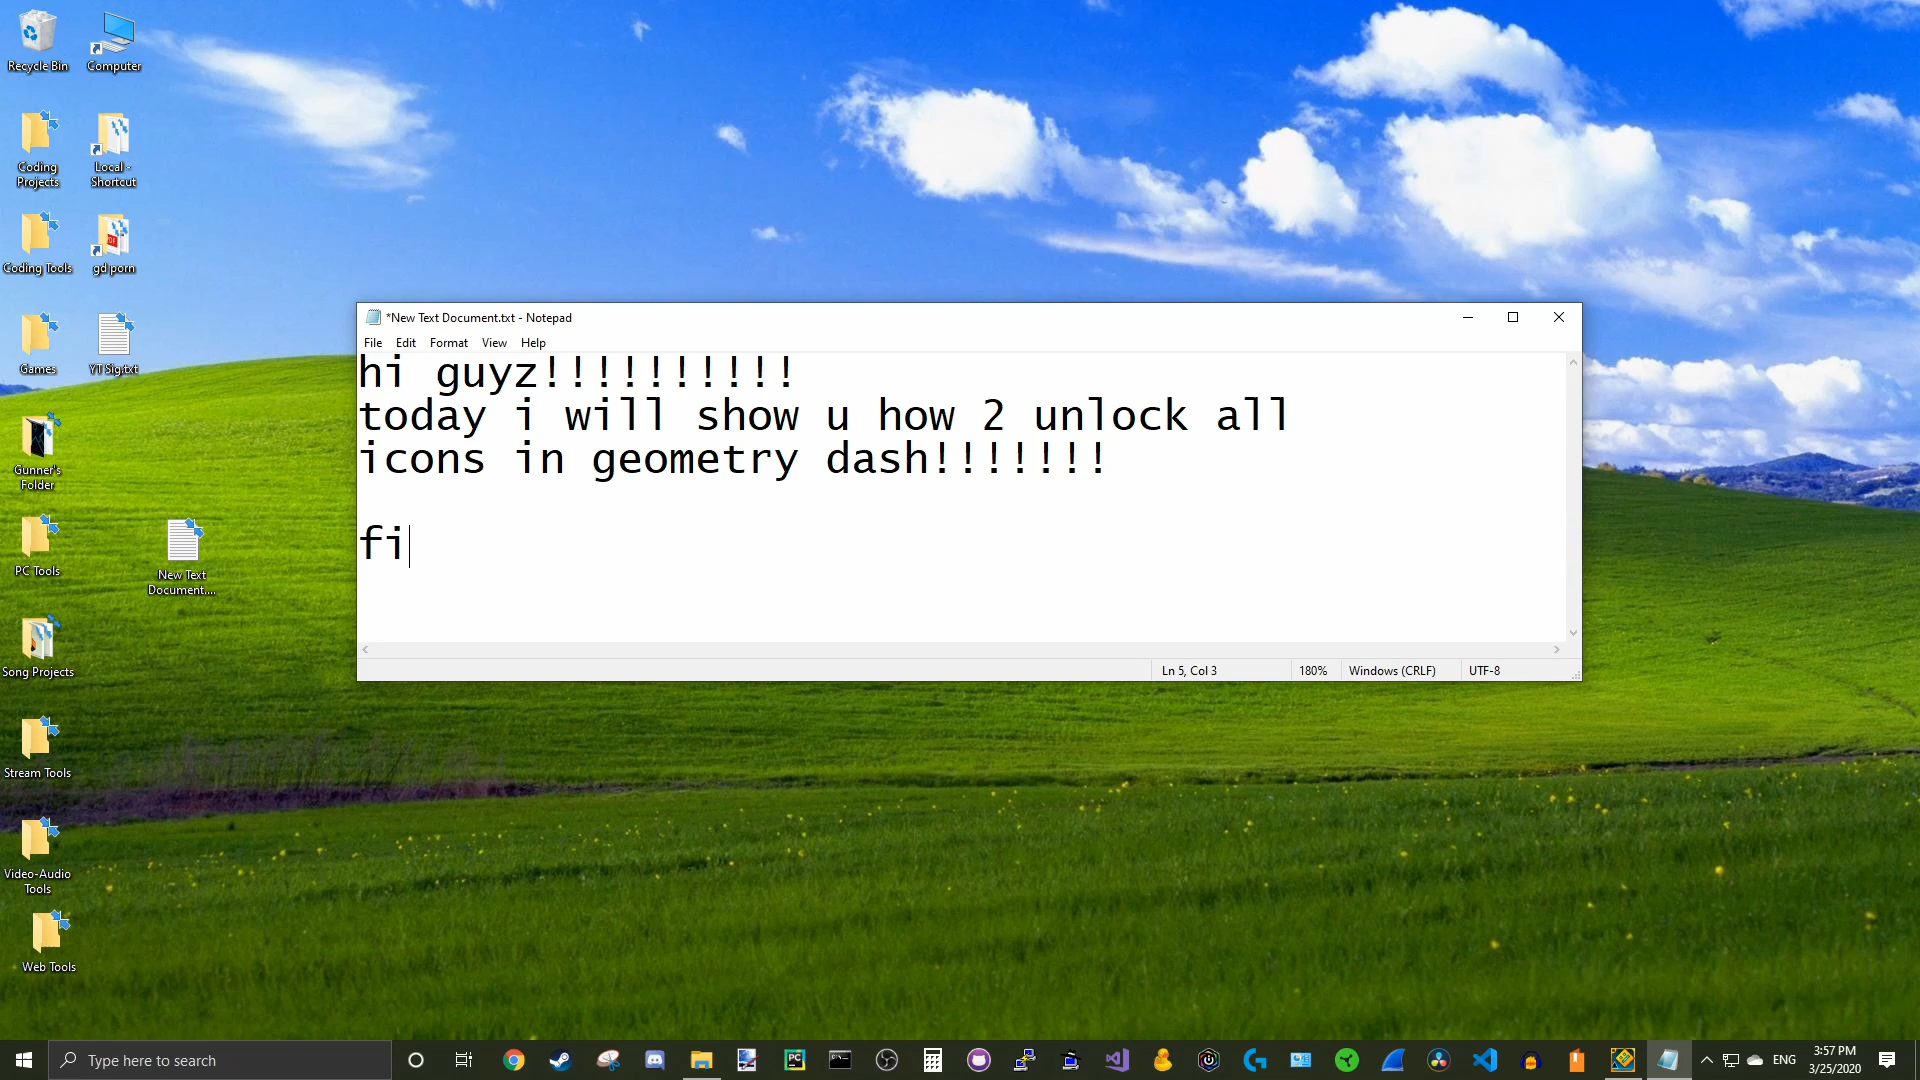 Recycle Bin
Computer
Coding
Projects
Local -
Shortcut
Coding Tools
gd porn
Games
YT Sig.txt
Gunner's
Folder
PC Tools
New Text
Document....
Song Projects
Stream Tools
Video-Audio
Tools
Web Tools
*New Text Document.txt - Notepad
File Edit Format View Help
hi guyz!!!!!!!!!!
today i will show u how 2 unlock all
icons in geometry dash!!!!!!!
fi
Ln 5, Col 3
180%
Windows (CRLF)
UTF-8
Type here to search
PC
ENG
3:57 PM
3/25/2020